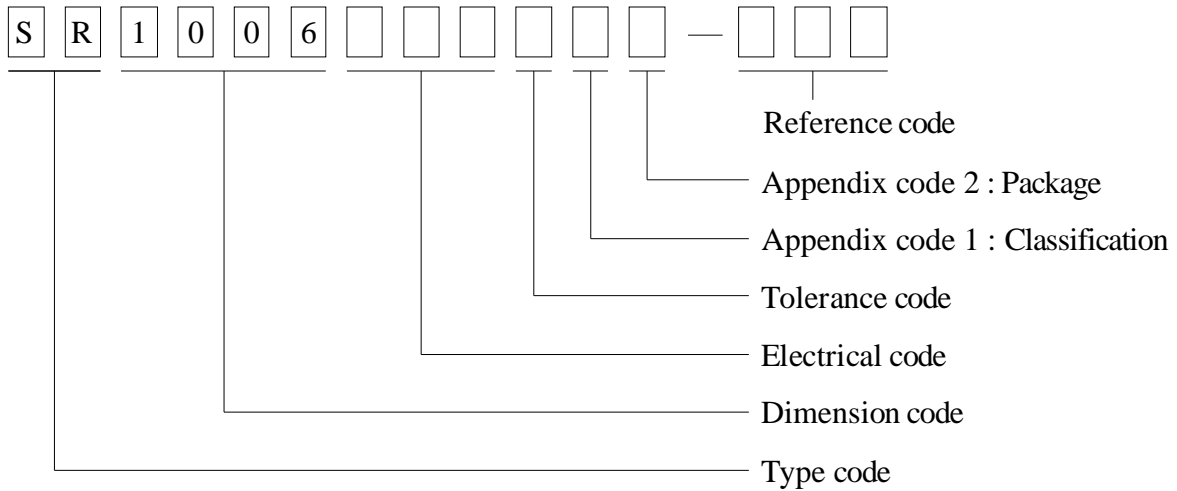 S R 1 0 0 6 —
Reference code
Appendix code 2 : Package
Appendix code 1 : Classification
Tolerance code
Electrical code
Dimension code
Type code